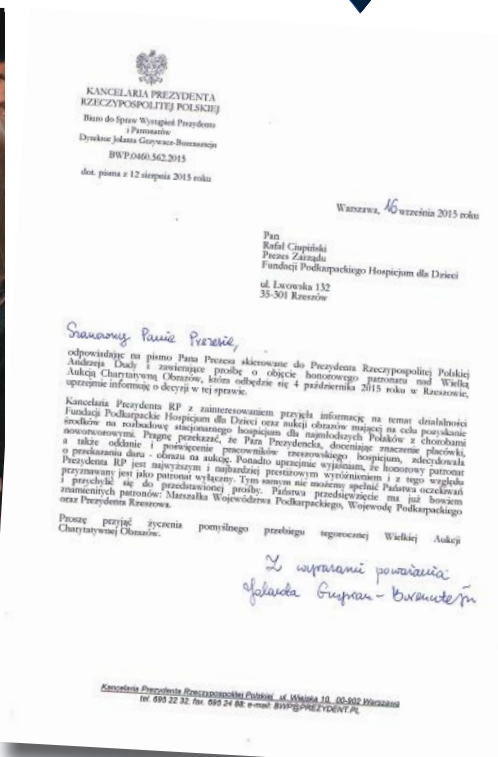 KANCELARIA PREZYDENTA
RZECZYPOSPOLITEJ POLSKIEJ
Biuro do Spraw Wystąpień Prezydenta
i Patronatów
Dyrektor Jolanta
BWP.0460.562.2015
dot. pisma z 12 sierpnia 2015 roku
Warszawa, 16 września 2015 roku
Pan
Rafał Ciupiński
Prezes Zarządu
Fundacji Podkarpackiego Hospicjum dla Dzieci
ul. Lwowska 132
35-301 Rzeszów
Szanowny Panie Prezesie,
odpowiadając na pismo Pana Prezesa skierowane do Prezydenta Rzeczypospolitej Polskiej
Andrzeja Dudy i zawierające prośbę o objęcie honorowego patronatu nad Wielką
Aukcją Charytatywną Obrazów, która odbędzie się 4 października 2015 roku w Rzeszowie,
uprzejmie informuję o decyzji w tej sprawie.
Kancelaria Prezydenta RP z zainteresowaniem przyjęła informację na temat działalności
Fundacji Podkarpackie Hospicjum dla Dzieci oraz aukcji obrazów mającej na celu pozyskanie
środków na rozbudowę stacjonarnego hospicjum dla najmłodszych Polaków z chorobami
nowotworowymi. Pragnę przekazać, że Para Prezydencka, doceniając znaczenie placówki,
a także oddanie i poświęcenie pracowników rzeszowskiego hospicjum, zdecydowała
o przekazaniu daru - obrazu na aukcję. Ponadto uprzejmie wyjaśniam, że honorowy patronat
Prezydenta RP jest najwyższym i najbardziej prestiżowym wyróżnieniem i z tego względu
przyznawany jest jako patronat wyłączny. Tym samym nie możemy spełnić Państwa oczekiwań
i przychylić się do przedstawionej prośby. Państwa przedsięwzięcie ma już bowiem
znamienitych patronów: Marszałka Województwa Podkarpackiego, Wojewodę Podkarpackiego
oraz Prezydenta Rzeszowa.
Proszę przyjąć życzenia pomyślnego przebiegu tegorocznej Wielkiej Aukcji
Charytatywnej Obrazów.
Z wyrazami poważania
Jolanta
Kancelaria Prezydenta Rzeczypospolitej Polskiej, ul. Wiejska 10, 00-902 Warszawa
tel. 695 22 32; fax. 695 24 88; e-mail: BWP@PREZYDENT.PL